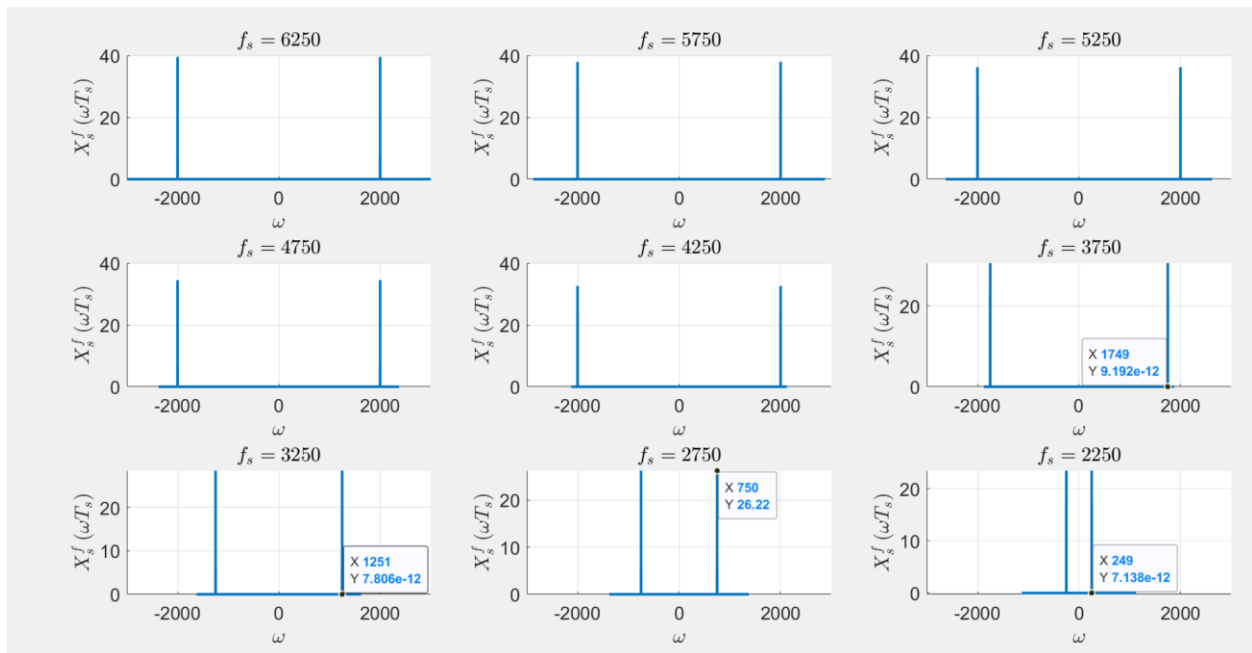 f_s = 6250
f_s = 5750
f_s = 5250
X_s^f (ωT_s)
40
20
0
-2000 0 2000
ω
X_s^f (ωT_s)
40
20
0
-2000 0 2000
ω
X_s^f (ωT_s)
40
20
0
-2000 0 2000
ω
f_s = 4750
f_s = 4250
f_s = 3750
X_s^f (ωT_s)
40
20
0
-2000 0 2000
ω
X_s^f (ωT_s)
40
20
0
-2000 0 2000
ω
X_s^f (ωT_s)
20
0
X 1749
Y 9.192e-12
-2000 0 2000
ω
f_s = 3250
f_s = 2750
f_s = 2250
X_s^f (ωT_s)
20
10
0
X 1251
Y 7.806e-12
-2000 0 2000
ω
X_s^f (ωT_s)
20
10
0
X 750
Y 26.22
-2000 0 2000
ω
X_s^f (ωT_s)
20
10
0
X 249
Y 7.138e-12
-2000 0 2000
ω